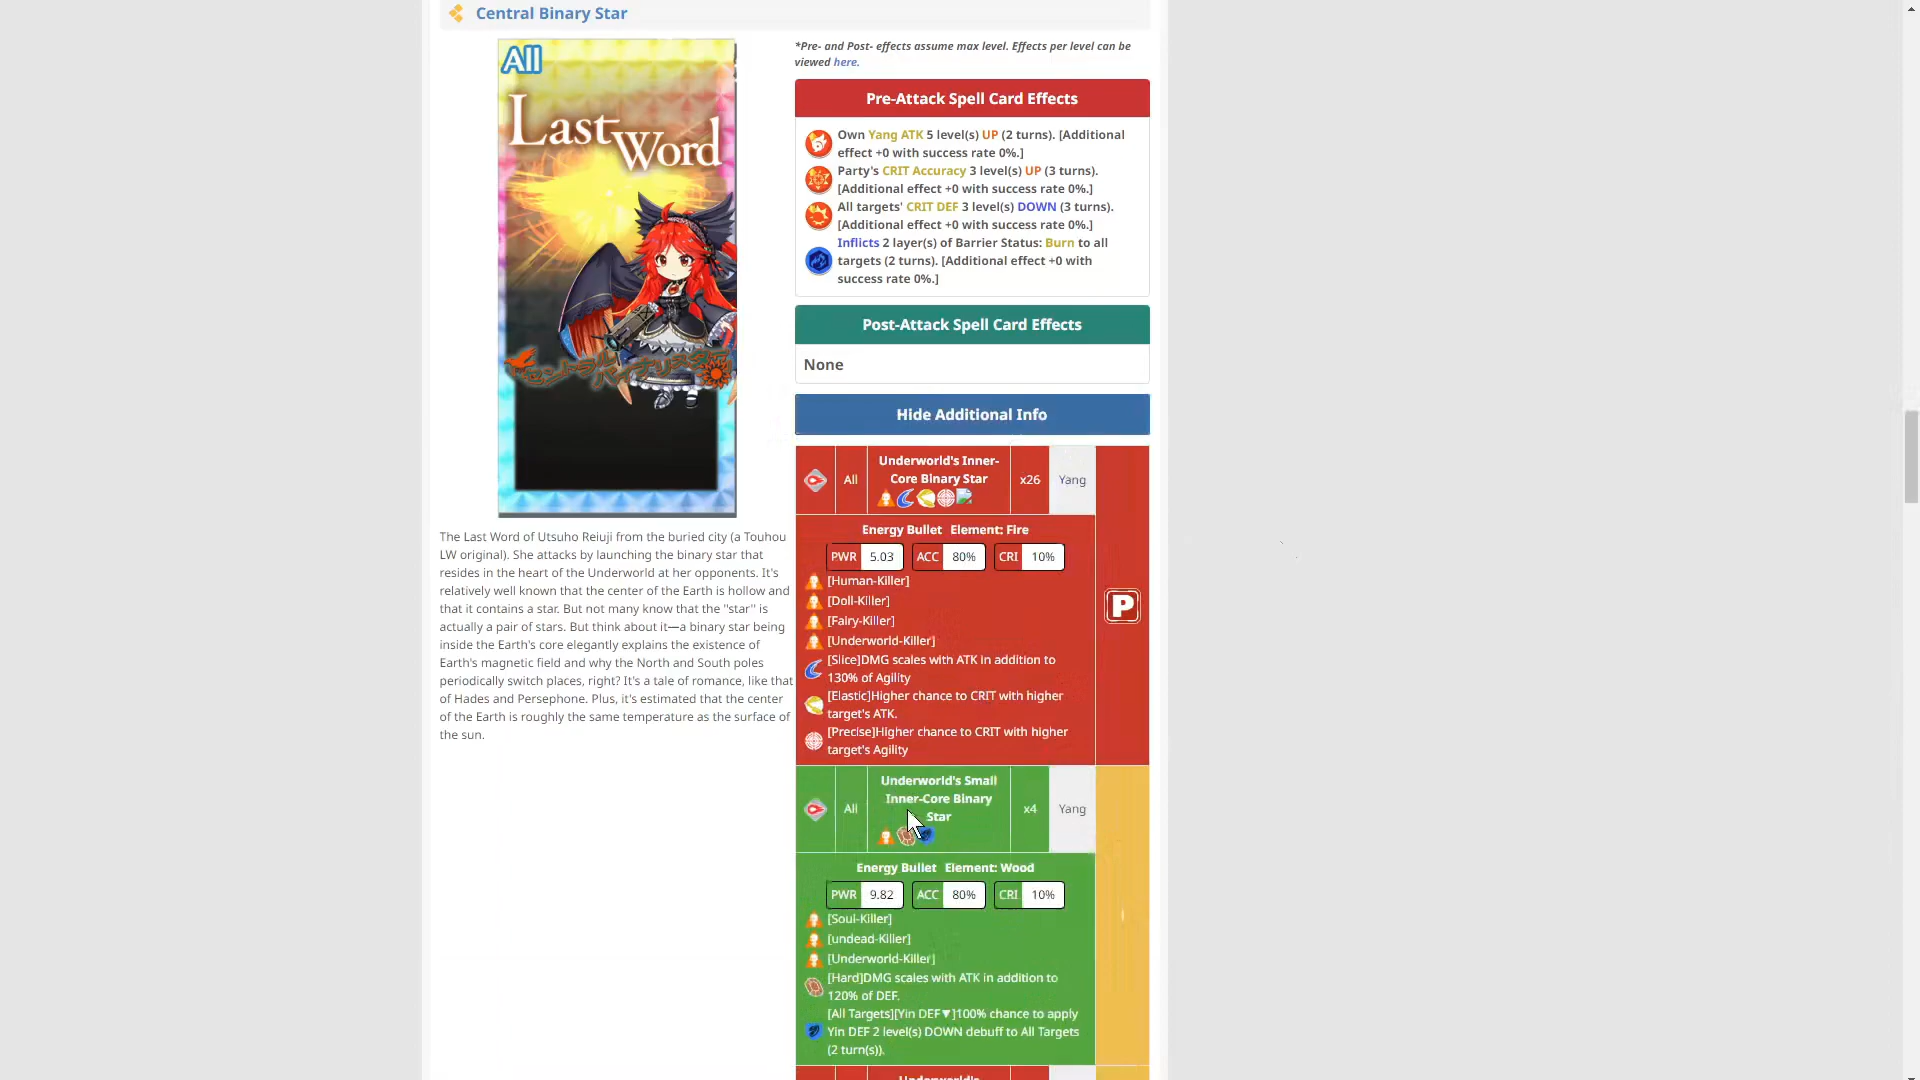 Central Binary Star
All
Last Word
セントラル
バイナリスター
The Last Word of Utsuho Reiuji from the buried city (a Touhou
LW original). She attacks by launching the binary star that
resides in the heart of the Underworld at her opponents. It's
relatively well known that the center of the Earth is hollow and
that it contains a star. But not many know that the "star" is
actually a pair of stars. But think about it—a binary star being
inside the Earth's core elegantly explains the existence of
Earth's magnetic field and why the North and South poles
periodically switch places, right? It's a tale of romance, like that
of Hades and Persephone. Plus, it's estimated that the center
of the Earth is roughly the same temperature as the surface of
the sun.
*Pre- and Post- effects assume max level. Effects per level can be
viewed here.
Pre-Attack Spell Card Effects
Own Yang ATK 5 level(s) UP (2 turns). [Additional
effect +0 with success rate 0%.]
Party's CRIT Accuracy 3 level(s) UP (3 turns).
[Additional effect +0 with success rate 0%.]
All targets' CRIT DEF 3 level(s) DOWN (3 turns).
[Additional effect +0 with success rate 0%.]
Inflicts 2 layer(s) of Barrier Status: Burn to all
targets (2 turns). [Additional effect +0 with
success rate 0%.]
Post-Attack Spell Card Effects
None
Hide Additional Info
All
Underworld's Inner-
Core Binary Star
x26
Yang
Energy Bullet Element: Fire
PWR 5.03 ACC 80% CRI 10%
[Human-Killer]
[Doll-Killer]
[Fairy-Killer]
[Underworld-Killer]
[Slice]DMG scales with ATK in addition to
130% of Agility
[Elastic]Higher chance to CRIT with higher
target's ATK.
[Precise]Higher chance to CRIT with higher
target's Agility
P
All
Underworld's Small
Inner-Core Binary
Star
x4
Yang
Energy Bullet Element: Wood
PWR 9.82 ACC 80% CRI 10%
[Soul-Killer]
[undead-Killer]
[Underworld-Killer]
[Hard]DMG scales with ATK in addition to
120% of DEF.
[All Targets][Yin DEF▼]100% chance to apply
Yin DEF 2 level(s) DOWN debuff to All Targets
(2 turn(s)).
Underworld's